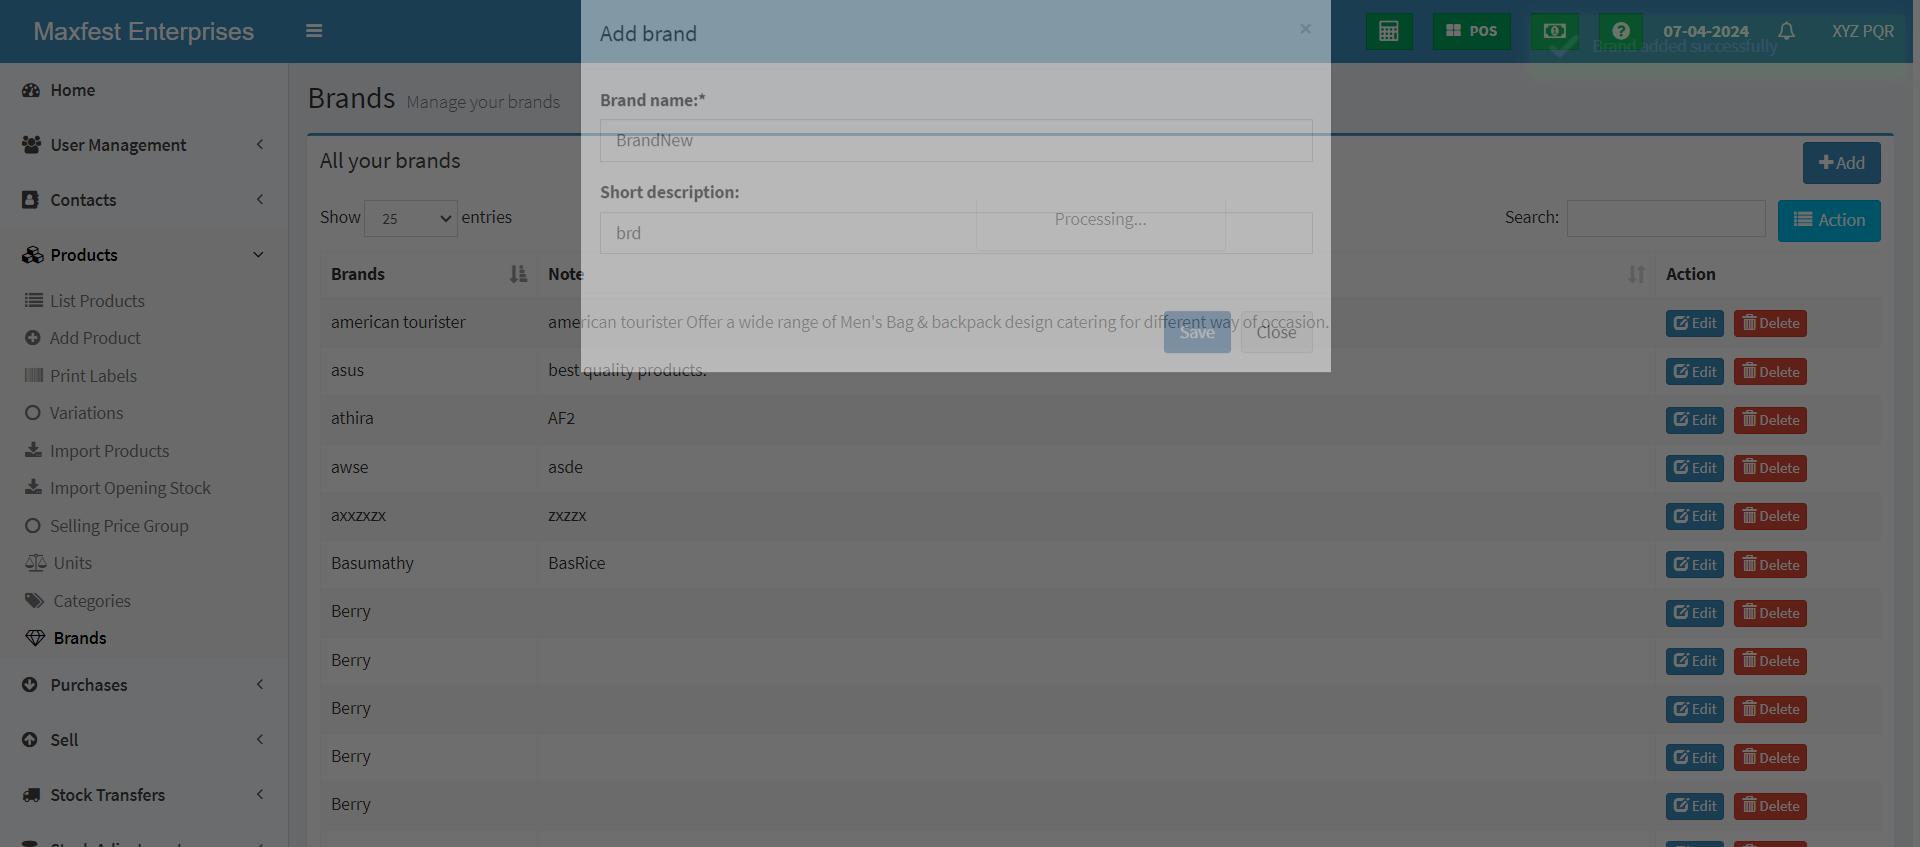 Maxfest Enterprises
POS
07-04-2024
XYZ PQR
Brand added successfully
Home
User Management
Contacts
Products
List Products
Add Product
Print Labels
Variations
Import Products
Import Opening Stock
Selling Price Group
Units
Categories
Brands
Purchases
Sell
Stock Transfers
Brands Manage your brands
All your brands
Add
Show 25 entries
Search:
Action
Add brand
×
Brand name:*
BrandNew
Short description:
brd
Processing...
Save
Close
Brands Note Action
american tourister american tourister Offer a wide range of Men's Bag & backpack design catering for different way of occasion. Edit Delete
asus best quality products. Edit Delete
athira AF2 Edit Delete
awse asde Edit Delete
axxzxzx zxzzx Edit Delete
Basumathy BasRice Edit Delete
Berry Edit Delete
Berry Edit Delete
Berry Edit Delete
Berry Edit Delete
Berry Edit Delete